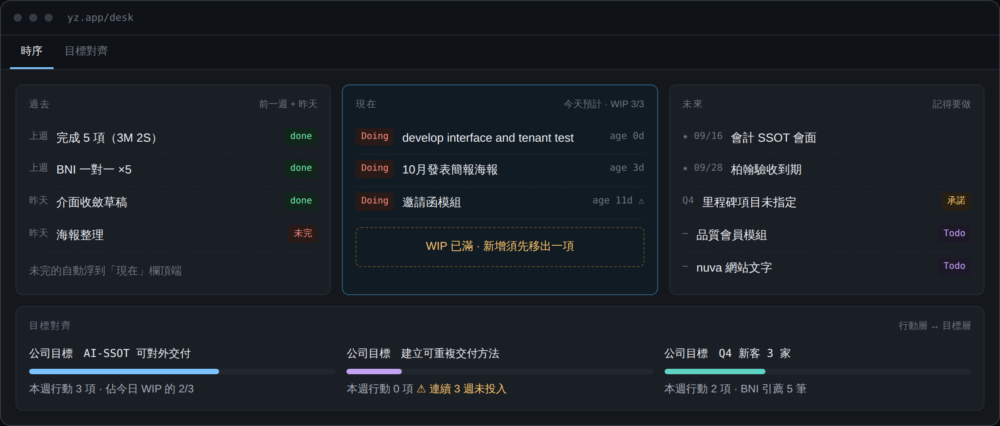 yz.app/desk
時序 目標對齊
過去 前一週 + 昨天
上週 完成 5 項（3M 2S） done
上週 BNI 一對一 ×5 done
昨天 介面收斂草稿 done
昨天 海報整理 未完
未完的自動浮到「現在」欄頂端
現在 今天預計 · WIP 3/3
Doing develop interface and tenant test age 0d
Doing 10月發表簡報海報 age 3d
Doing 邀請函模組 age 11d ⚠
WIP 已滿 · 新增須先移出一項
未來 記得要做
★ 09/16 會計 SSOT 會面
★ 09/28 柏翰驗收到期
Q4 里程碑項目未指定 承諾
— 品質會員模組 Todo
— nuva 網站文字 Todo
目標對齊 行動層 ↔ 目標層
公司目標 AI-SSOT 可對外交付
本週行動 3 項 · 佔今日 WIP 的 2/3
公司目標 建立可重複交付方法
本週行動 0 項 ⚠ 連續 3 週未投入
公司目標 Q4 新客 3 家
本週行動 2 項 · BNI 引薦 5 筆